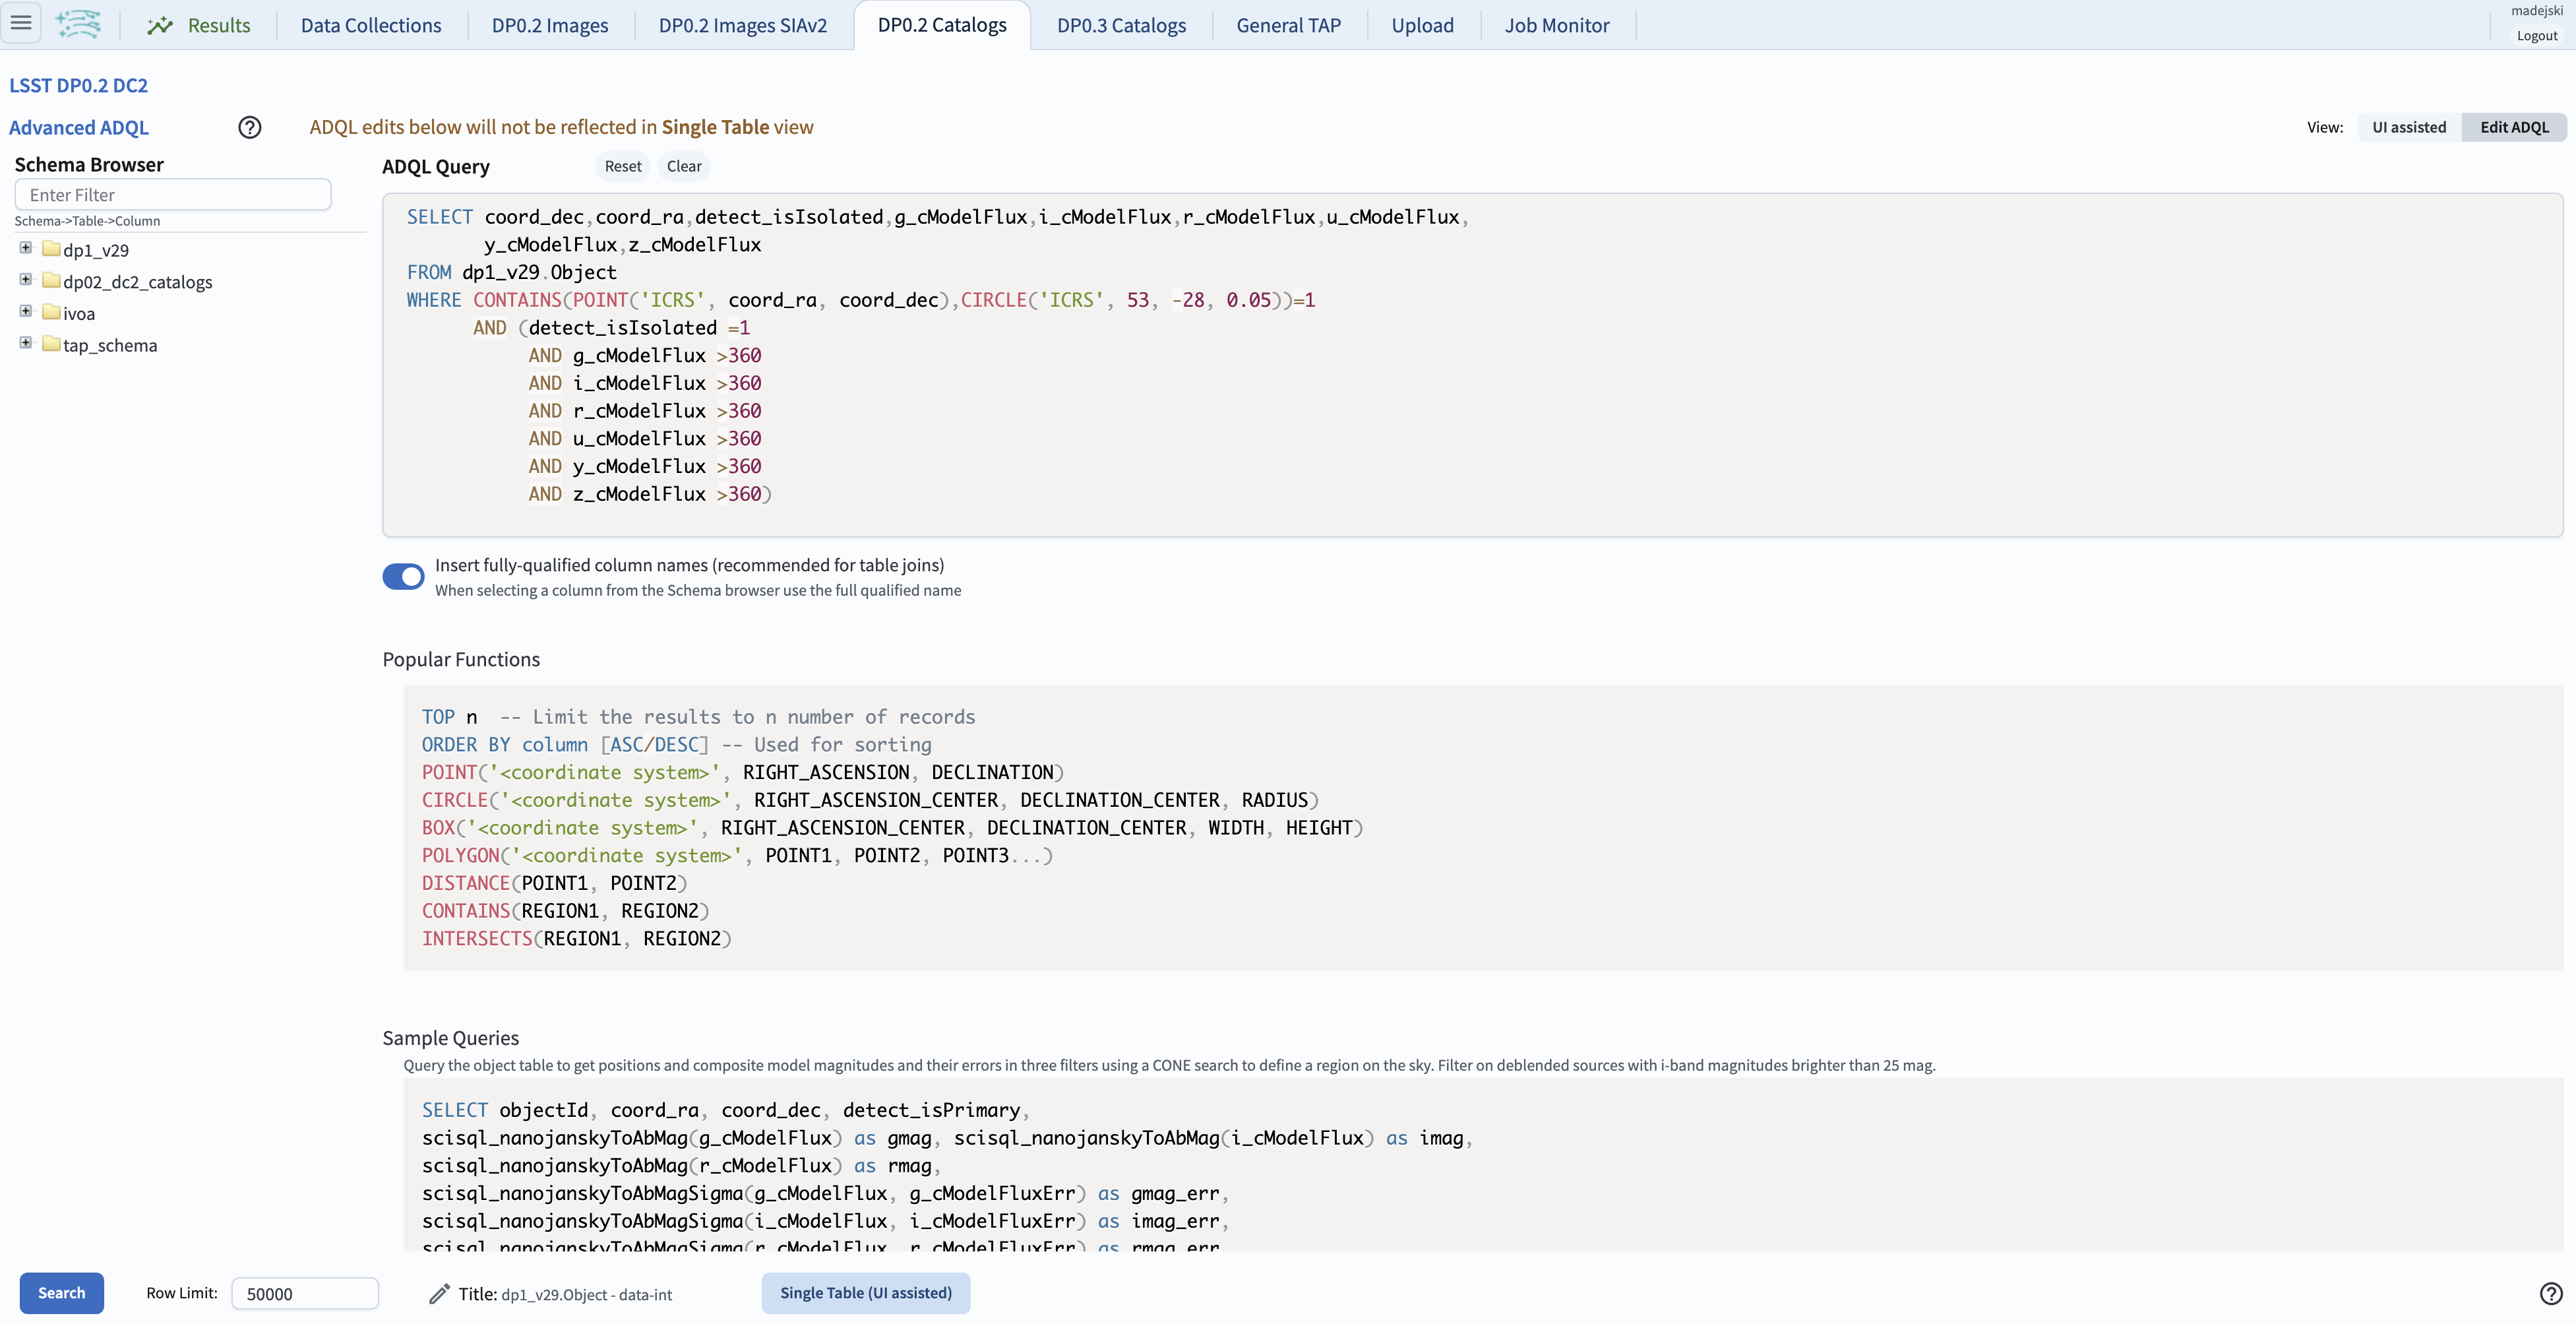 Results
Data Collections
DP0.2 Images
DP0.2 Images SIAv2
DP0.2 Catalogs
DP0.3 Catalogs
General TAP
Upload
Job Monitor
madejski
Logout
LSST DP0.2 DC2
Advanced ADQL
ADQL edits below will not be reflected in Single Table view
View: UI assisted Edit ADQL
Schema Browser
Enter Filter
Schema->Table->Column
dp1_v29
dp02_dc2_catalogs
ivoa
tap_schema
ADQL Query Reset Clear
SELECT coord_dec,coord_ra,detect_isIsolated,g_cModelFlux,i_cModelFlux,r_cModelFlux,u_cModelFlux,
y_cModelFlux,z_cModelFlux
FROM dp1_v29.Object
WHERE CONTAINS(POINT('ICRS', coord_ra, coord_dec),CIRCLE('ICRS', 53, -28, 0.05))=1
AND (detect_isIsolated =1
AND g_cModelFlux >360
AND i_cModelFlux >360
AND r_cModelFlux >360
AND u_cModelFlux >360
AND y_cModelFlux >360
AND z_cModelFlux >360)
Insert fully-qualified column names (recommended for table joins)
When selecting a column from the Schema browser use the full qualified name
Popular Functions
TOP n -- Limit the results to n number of records
ORDER BY column [ASC/DESC] -- Used for sorting
POINT('<coordinate system>', RIGHT_ASCENSION, DECLINATION)
CIRCLE('<coordinate system>', RIGHT_ASCENSION_CENTER, DECLINATION_CENTER, RADIUS)
BOX('<coordinate system>', RIGHT_ASCENSION_CENTER, DECLINATION_CENTER, WIDTH, HEIGHT)
POLYGON('<coordinate system>', POINT1, POINT2, POINT3...)
DISTANCE(POINT1, POINT2)
CONTAINS(REGION1, REGION2)
INTERSECTS(REGION1, REGION2)
Sample Queries
Query the object table to get positions and composite model magnitudes and their errors in three filters using a CONE search to define a region on the sky. Filter on deblended sources with i-band magnitudes brighter than 25 mag.
SELECT objectId, coord_ra, coord_dec, detect_isPrimary,
scisql_nanojanskyToAbMag(g_cModelFlux) as gmag, scisql_nanojanskyToAbMag(i_cModelFlux) as imag,
scisql_nanojanskyToAbMag(r_cModelFlux) as rmag,
scisql_nanojanskyToAbMagSigma(g_cModelFlux, g_cModelFluxErr) as gmag_err,
scisql_nanojanskyToAbMagSigma(i_cModelFlux, i_cModelFluxErr) as imag_err,
scisql_nanojanskyToAbMagSigma(r_cModelFlux, r_cModelFluxErr) as rmag_err
Search
Row Limit: 50000
Title: dp1_v29.Object - data-int
Single Table (UI assisted)